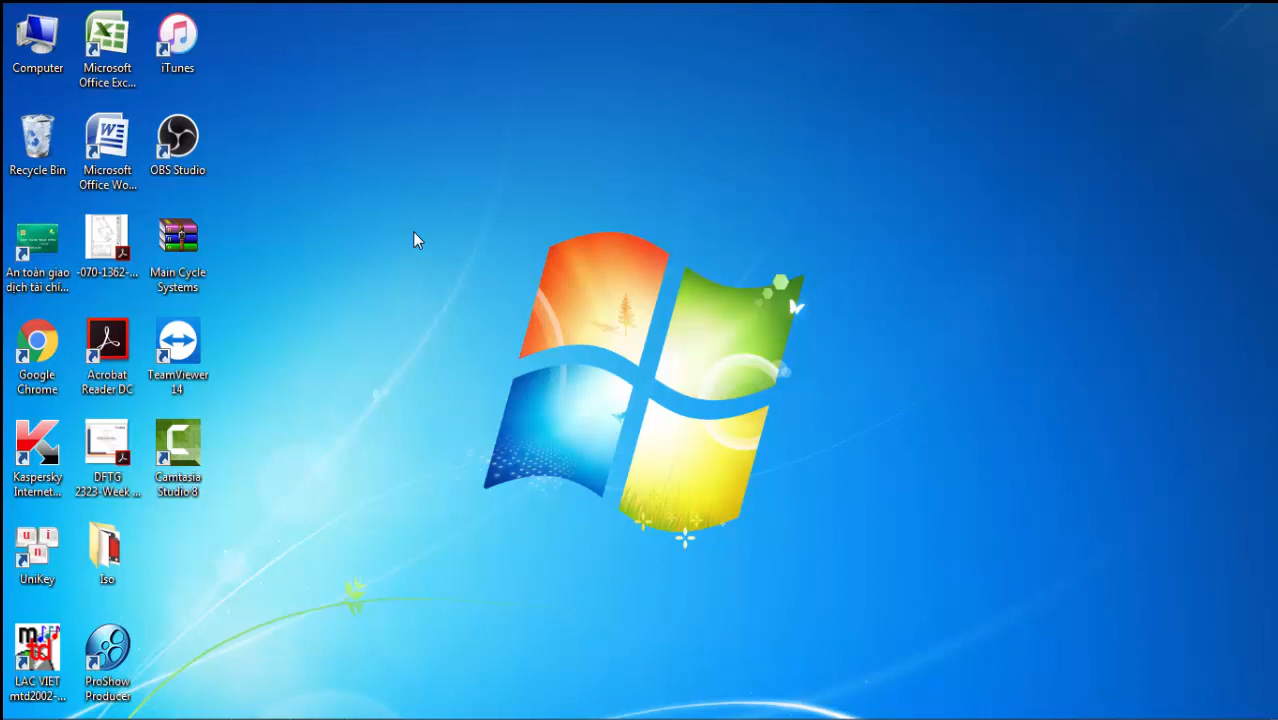 Computer
Microsoft
Office Exc...
iTunes
Recycle Bin
Microsoft
Office Wo...
OBS Studio
An toàn giao
dịch tài chí...
-070-1362-...
Main Cycle
Systems
Google
Chrome
Acrobat
Reader DC
TeamViewer
14
Kaspersky
Internet...
DFTG
2323-Week ...
Camtasia
Studio 8
u i
n
UniKey
Iso
m
td
LAC VIET
mtd2002-...
ProShow
Producer